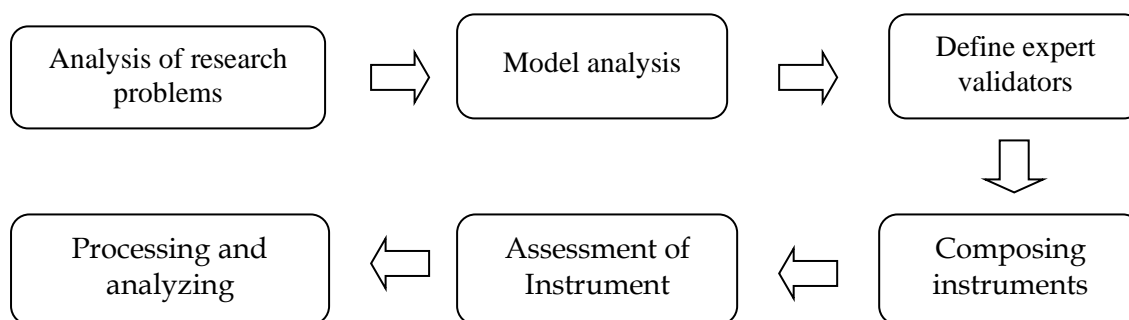 Analysis of research
problems
Model analysis
Define expert
validators
Composing
instruments
Assessment of
Instrument
Processing and
analyzing